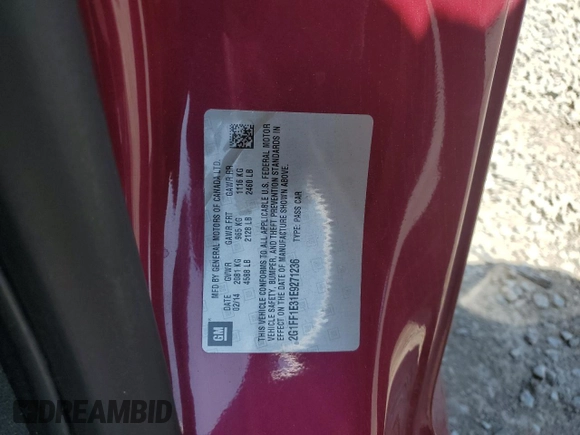 MFD BY GENERAL MOTORS OF CANADA LTD.
DATE GVWR GAWR FRT GAWR RR
02/14 2081 KG 965 KG 1116 KG
4588 LB 2128 LB 2460 LB
THIS VEHICLE CONFORMS TO ALL APPLICABLE U.S. FEDERAL MOTOR
VEHICLE SAFETY, BUMPER, AND THEFT PREVENTION STANDARDS IN
EFFECT ON THE DATE OF MANUFACTURE SHOWN ABOVE.
2G1FF1E31E9271236 TYPE: PASS CAR
GM
DREAMBID